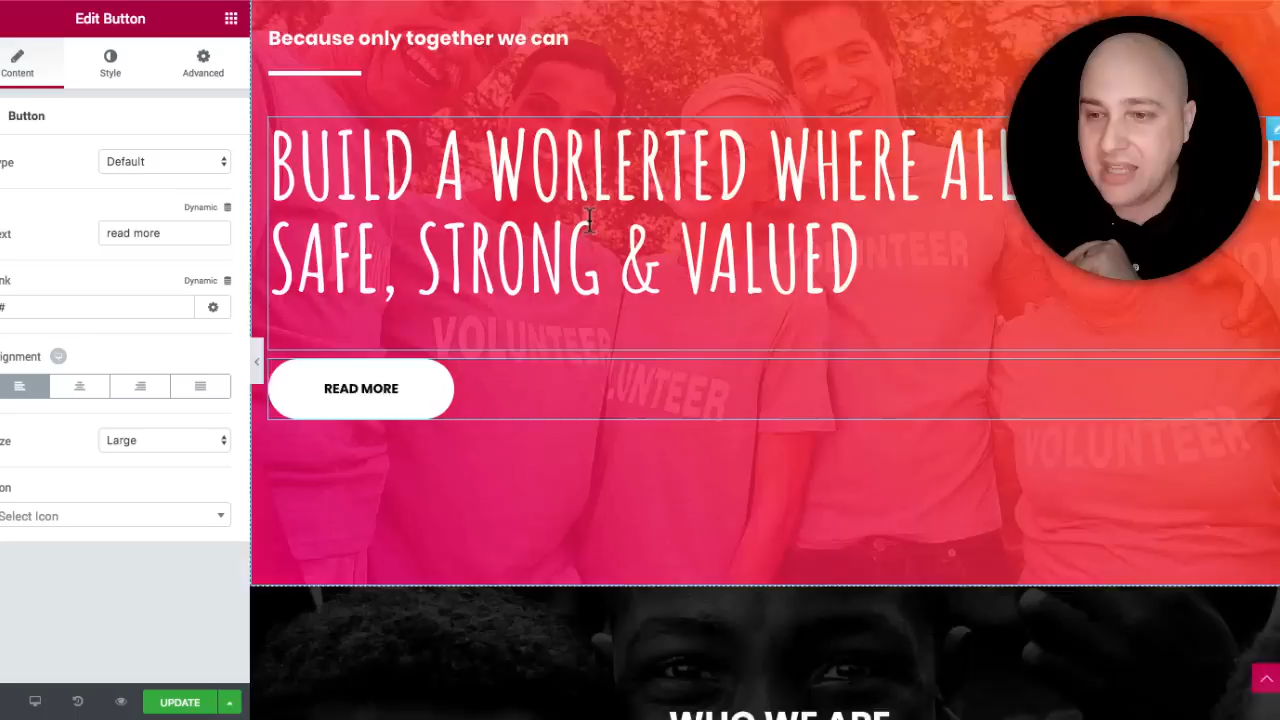 Edit Button
Content
Style
Advanced
Button
ype
Default
Dynamic
ext
read more
nk
Dynamic
#
ignment
ze
Large
on
Select Icon
UPDATE
Because only together we can
BUILD A WORLERTED WHERE ALL RE
SAFE, STRONG & VALUED
READ MORE
VOLUNTEER
VOLUNTEER
VOLUNTEER
VOLUNTEER
WHO WE ARE